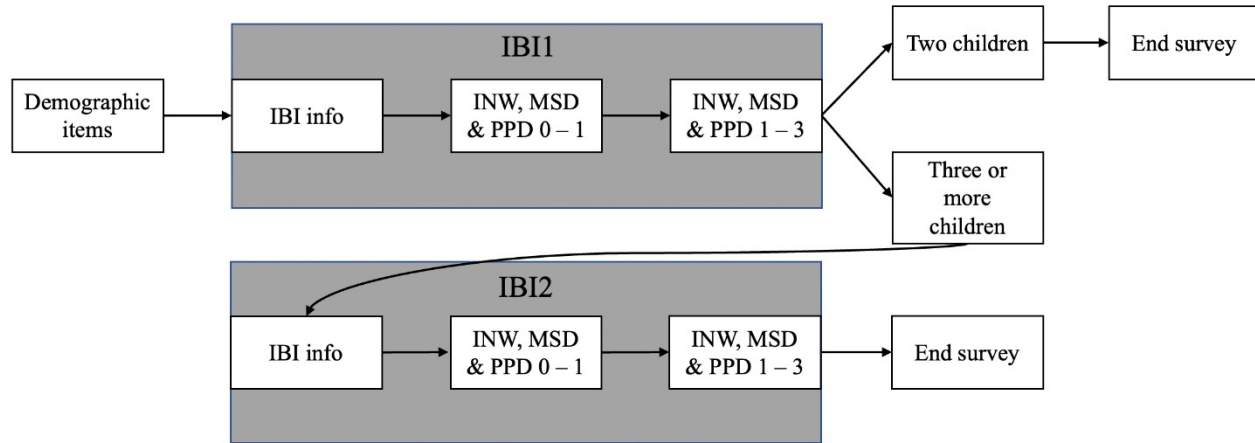 IBI1
Demographic
items
IBI info
INW, MSD
& PPD 0 – 1
INW, MSD
& PPD 1 – 3
Two children
End survey
Three or
more
children
IBI2
IBI info
INW, MSD
& PPD 0 – 1
INW, MSD
& PPD 1 – 3
End survey